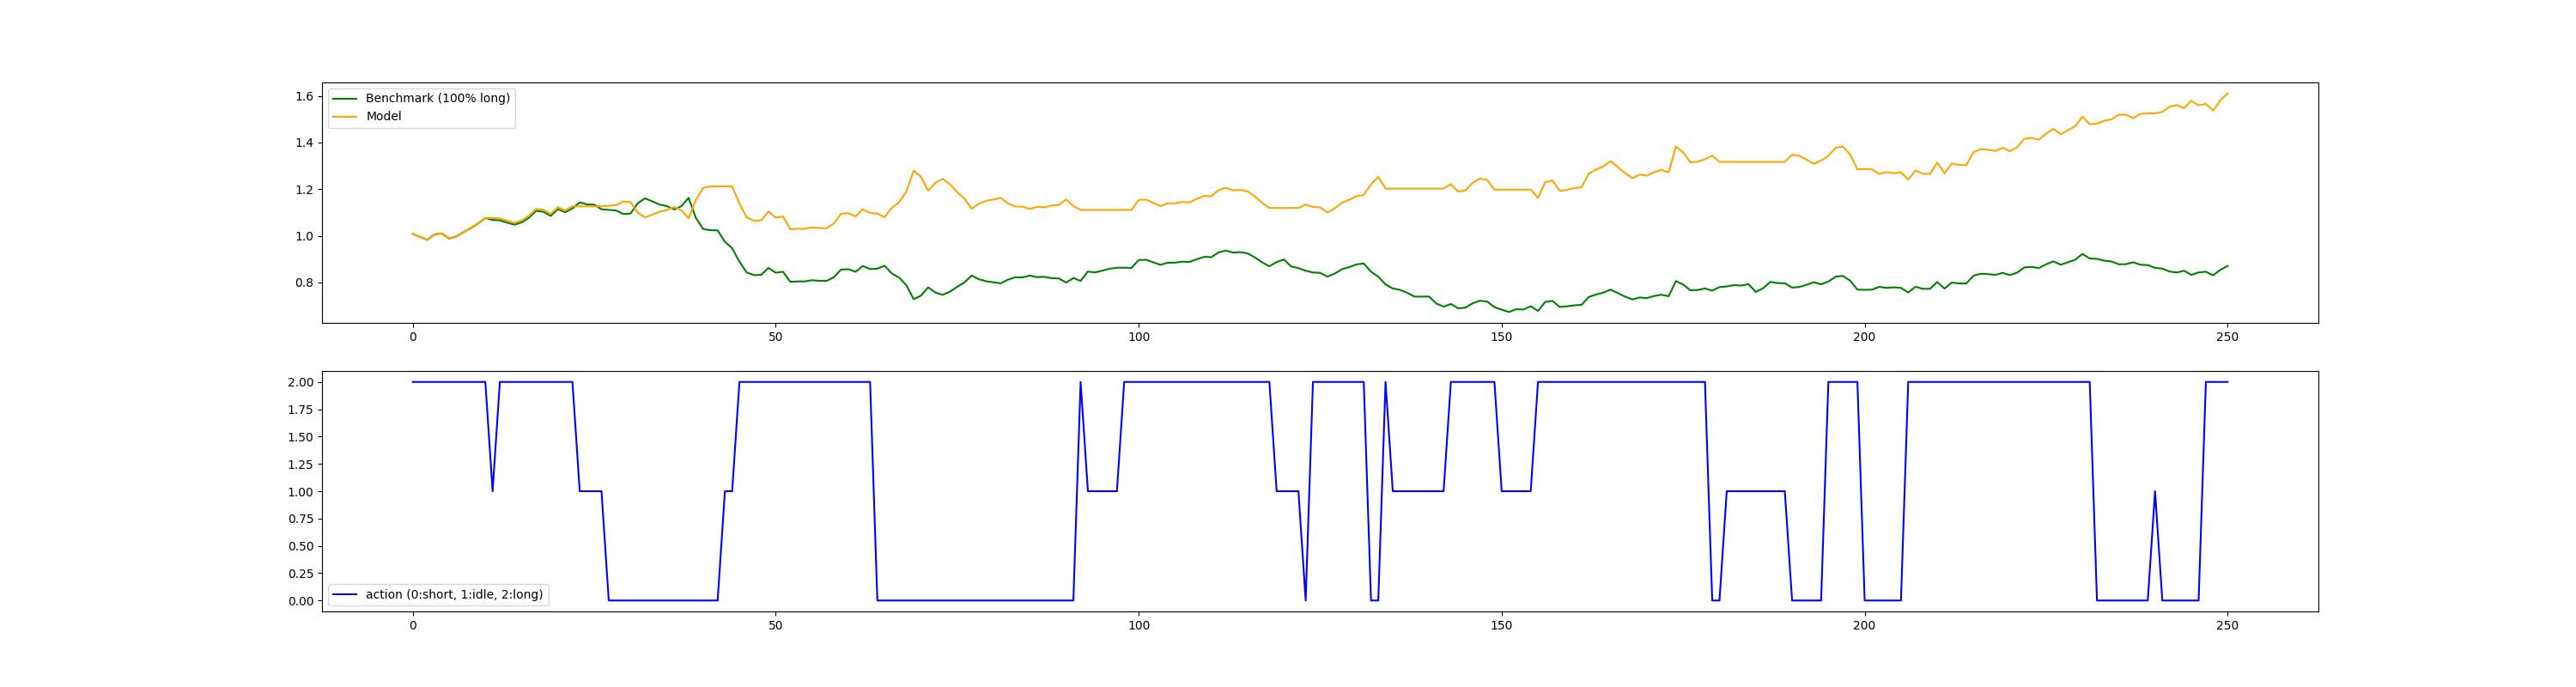 Benchmark (100% long)
Model
1.6
1.4
1.2
1.0
0.8
0 50 100 150 200 250
2.00
1.75
1.50
1.25
1.00
0.75
0.50
0.25
0.00
action (0:short, 1:idle, 2:long)
0 50 100 150 200 250